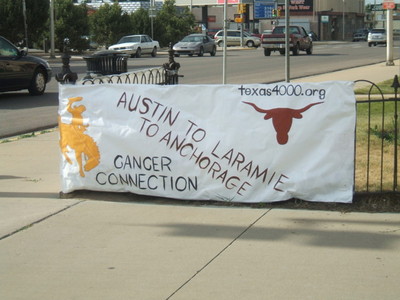 texas4000.org
AUSTIN TO LARAMIE
TO ANCHORAGE
CANCER
CONNECTION